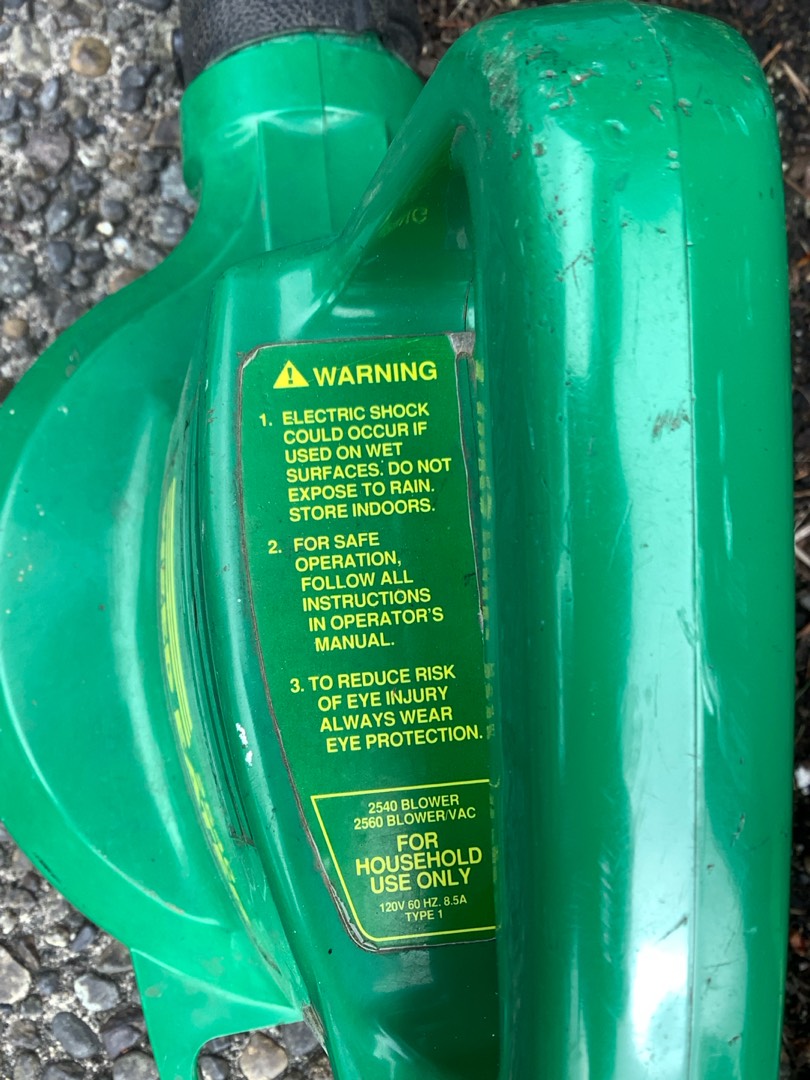 WARNING
1. ELECTRIC SHOCK
COULD OCCUR IF
USED ON WET
SURFACES. DO NOT
EXPOSE TO RAIN.
STORE INDOORS.
2. FOR SAFE
OPERATION,
FOLLOW ALL
INSTRUCTIONS
IN OPERATOR'S
MANUAL.
3. TO REDUCE RISK
OF EYE INJURY
ALWAYS WEAR
EYE PROTECTION.
2540 BLOWER
2560 BLOWER/VAC
FOR
HOUSEHOLD
USE ONLY
120V 60 HZ. 8.5A
TYPE 1